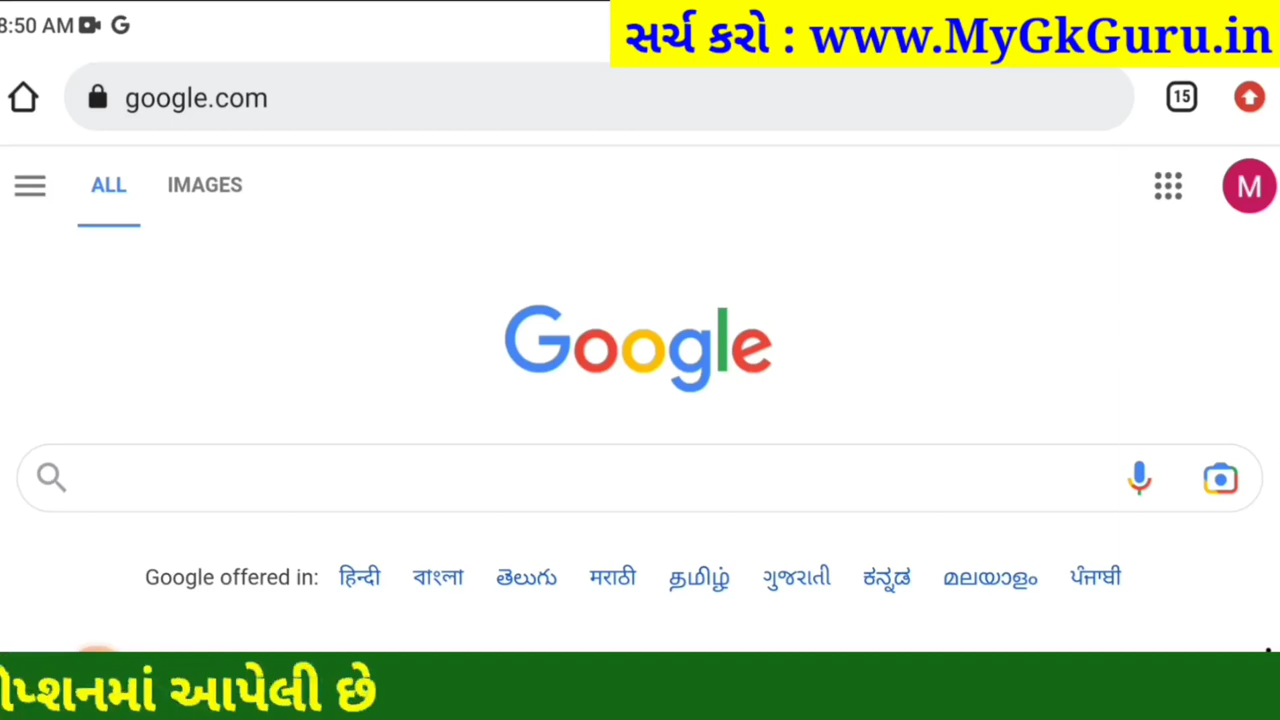 8:50 AM G
સર્ચ કરો : www.MyGkGuru.in
google.com
15
ALL IMAGES
M
Google
Google offered in: हिन्दी বাংলা తెలుగు मराठी தமிழ் ગુજરાતી ಕನ್ನಡ മലയാളം ਪੰਜਾਬੀ
આપેલી છે